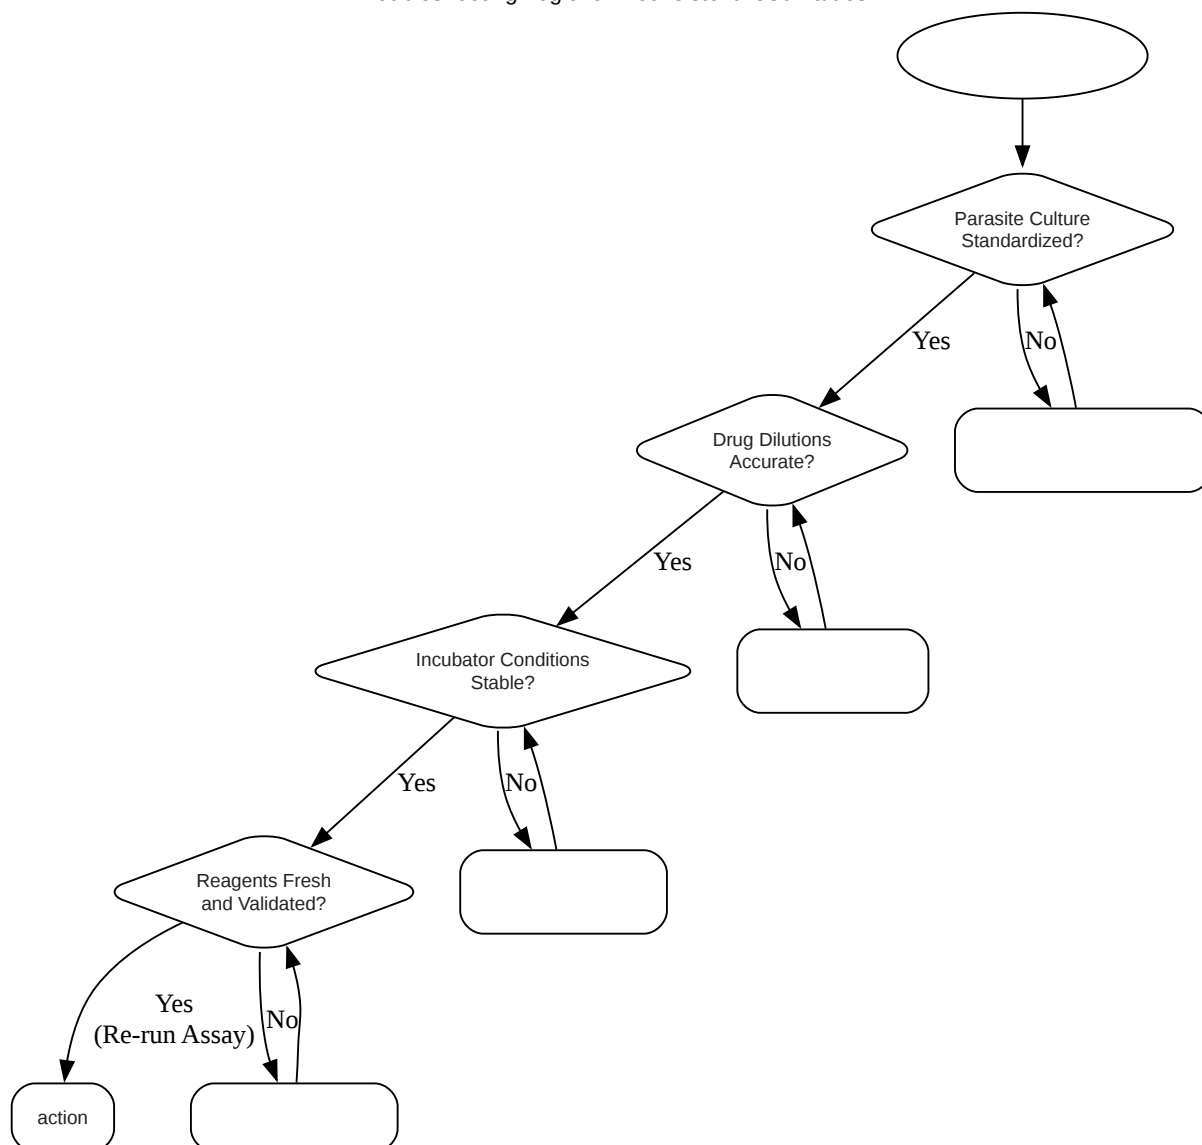 Parasite Culture
Standardized?
Yes
No
Drug Dilutions
Accurate?
Yes
No
Incubator Conditions
Stable?
Yes
No
Reagents Fresh
and Validated?
Yes
(Re-run Assay)
No
action